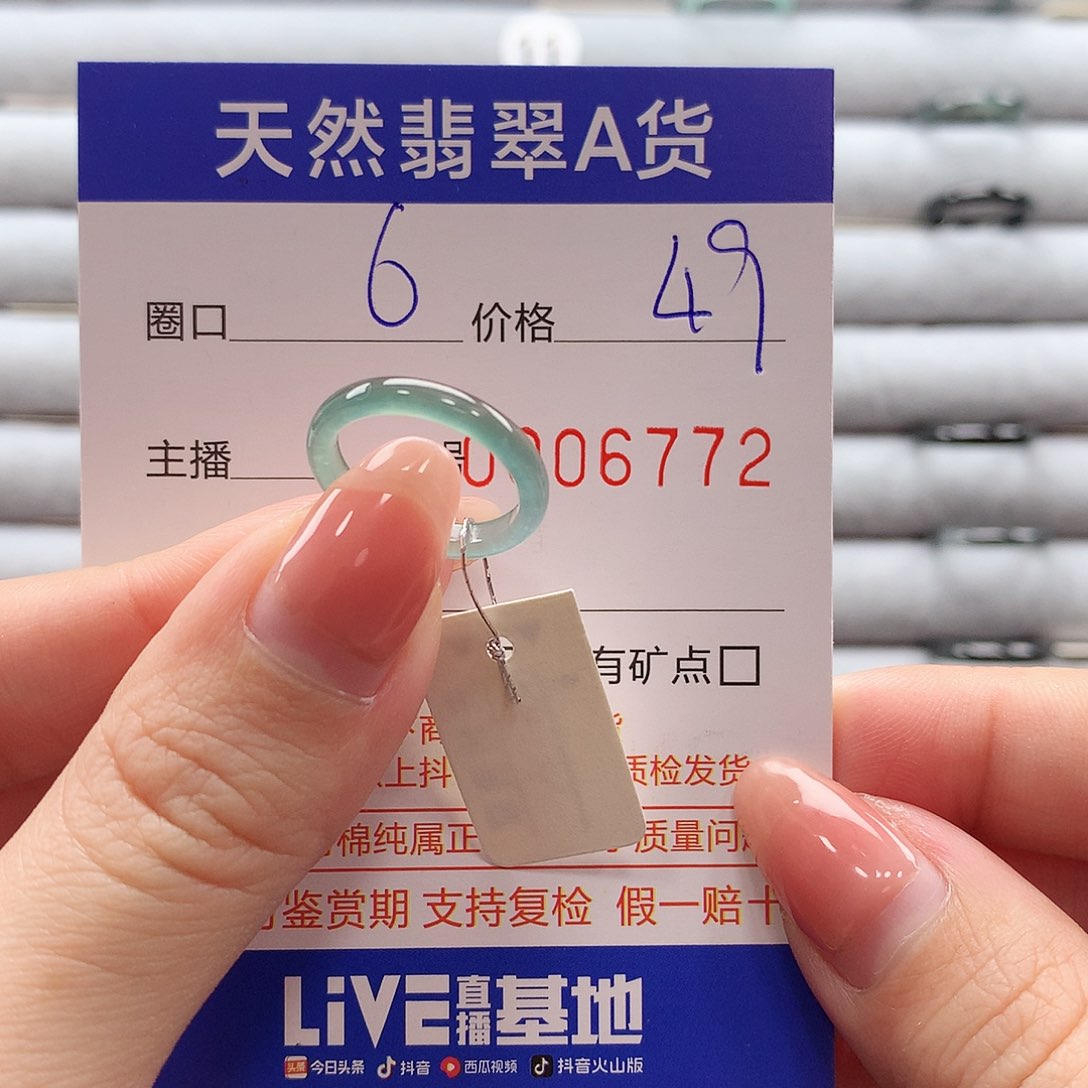 天然翡翠A货
圈口 6 价格 49
主播 06772
有矿点□
质检发货
棉纯属正 质量问
鉴赏期 支持复检 假一赔十
LiVE直播基地
头条 今日头条 抖音 西瓜视频 抖音火山版